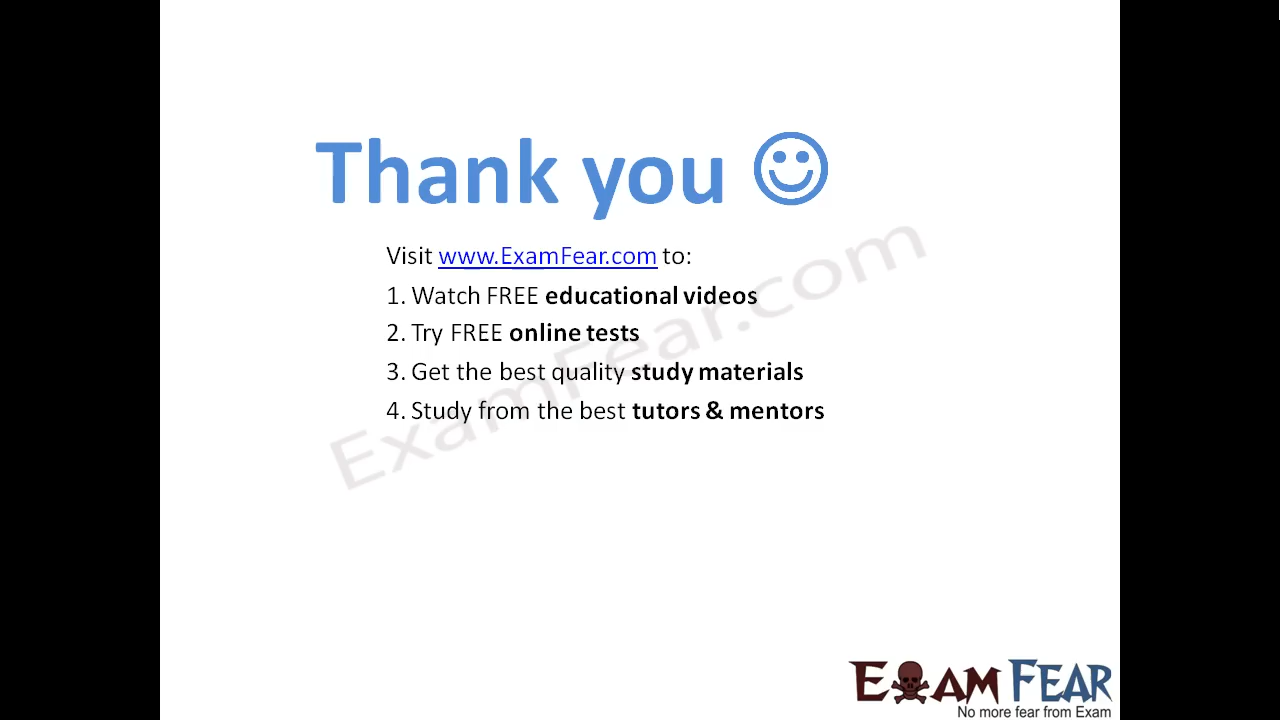 Thank you ☺
Visit www.ExamFear.com to:
1. Watch FREE educational videos
2. Try FREE online tests
3. Get the best quality study materials
4. Study from the best tutors & mentors
ExamFear.com
EXAM FEAR
No more fear from Exam